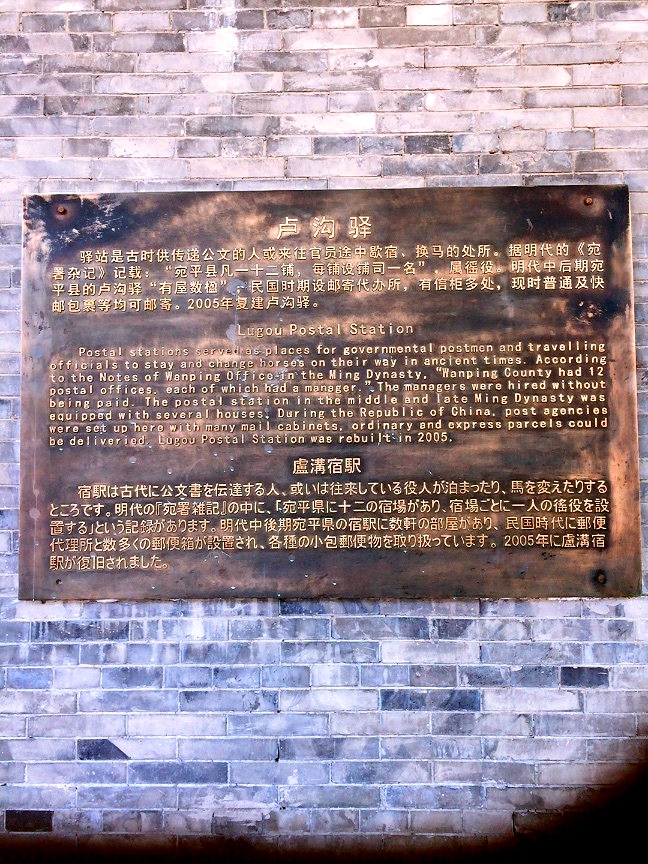 卢沟驿
驿站是古时供传递公文的人或来往官员途中歇宿、换马的处所。据明代的《宛
署杂记》记载：“宛平县凡一十二铺，每铺设铺司一名”，属徭役。明代中后期宛
平县的卢沟驿“有屋数楹”，民国时期设邮寄代办所，有信柜多处，现时普通及快
邮包裹等均可邮寄。2005年复建卢沟驿。
Lugou Postal Station
Postal stations served as places for governmental postmen and travelling
officials to stay and change horses on their way in ancient times. According
to the Notes of Wanping Office in the Ming Dynasty, "Wanping County had 12
postal offices, each of which had a manager." The managers were hired without
being paid. The postal station in the middle and late Ming Dynasty was
equipped with several houses. During the Republic of China, post agencies
were set up here with many mail cabinets, ordinary and express parcels could
be deliveried. Lugou Postal Station was rebuilt in 2005.
盧溝宿駅
宿駅は古代に公文書を伝達する人、或いは往来している役人が泊まったり、馬を変えたりする
ところです。明代の『宛署雑記』の中に、「宛平県に十二の宿場があり、宿場ごとに一人の徭役を設
置する」という記録があります。明代中後期宛平県の宿駅に数軒の部屋があり、民国時代に郵便
代理所と数多くの郵便箱が設置され、各種の小包郵便物を取り扱っています。2005年に盧溝宿
駅が復旧されました。